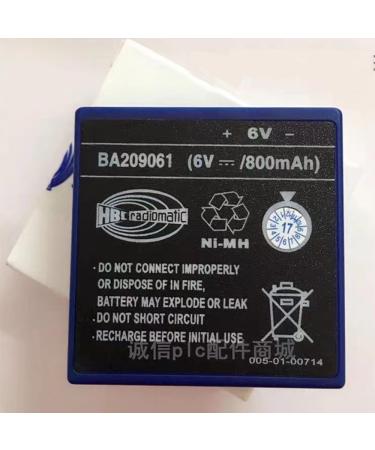 + 6V −
BA209061 (6V ⎓ /800mAh)
HBC radiomatic
Ni-MH
17
• DO NOT CONNECT IMPROPERLY
OR DISPOSE OF IN FIRE,
BATTERY MAY EXPLODE OR LEAK
• DO NOT SHORT CIRCUIT
• RECHARGE BEFORE INITIAL USE
诚信plc配件商城
005-01-00714